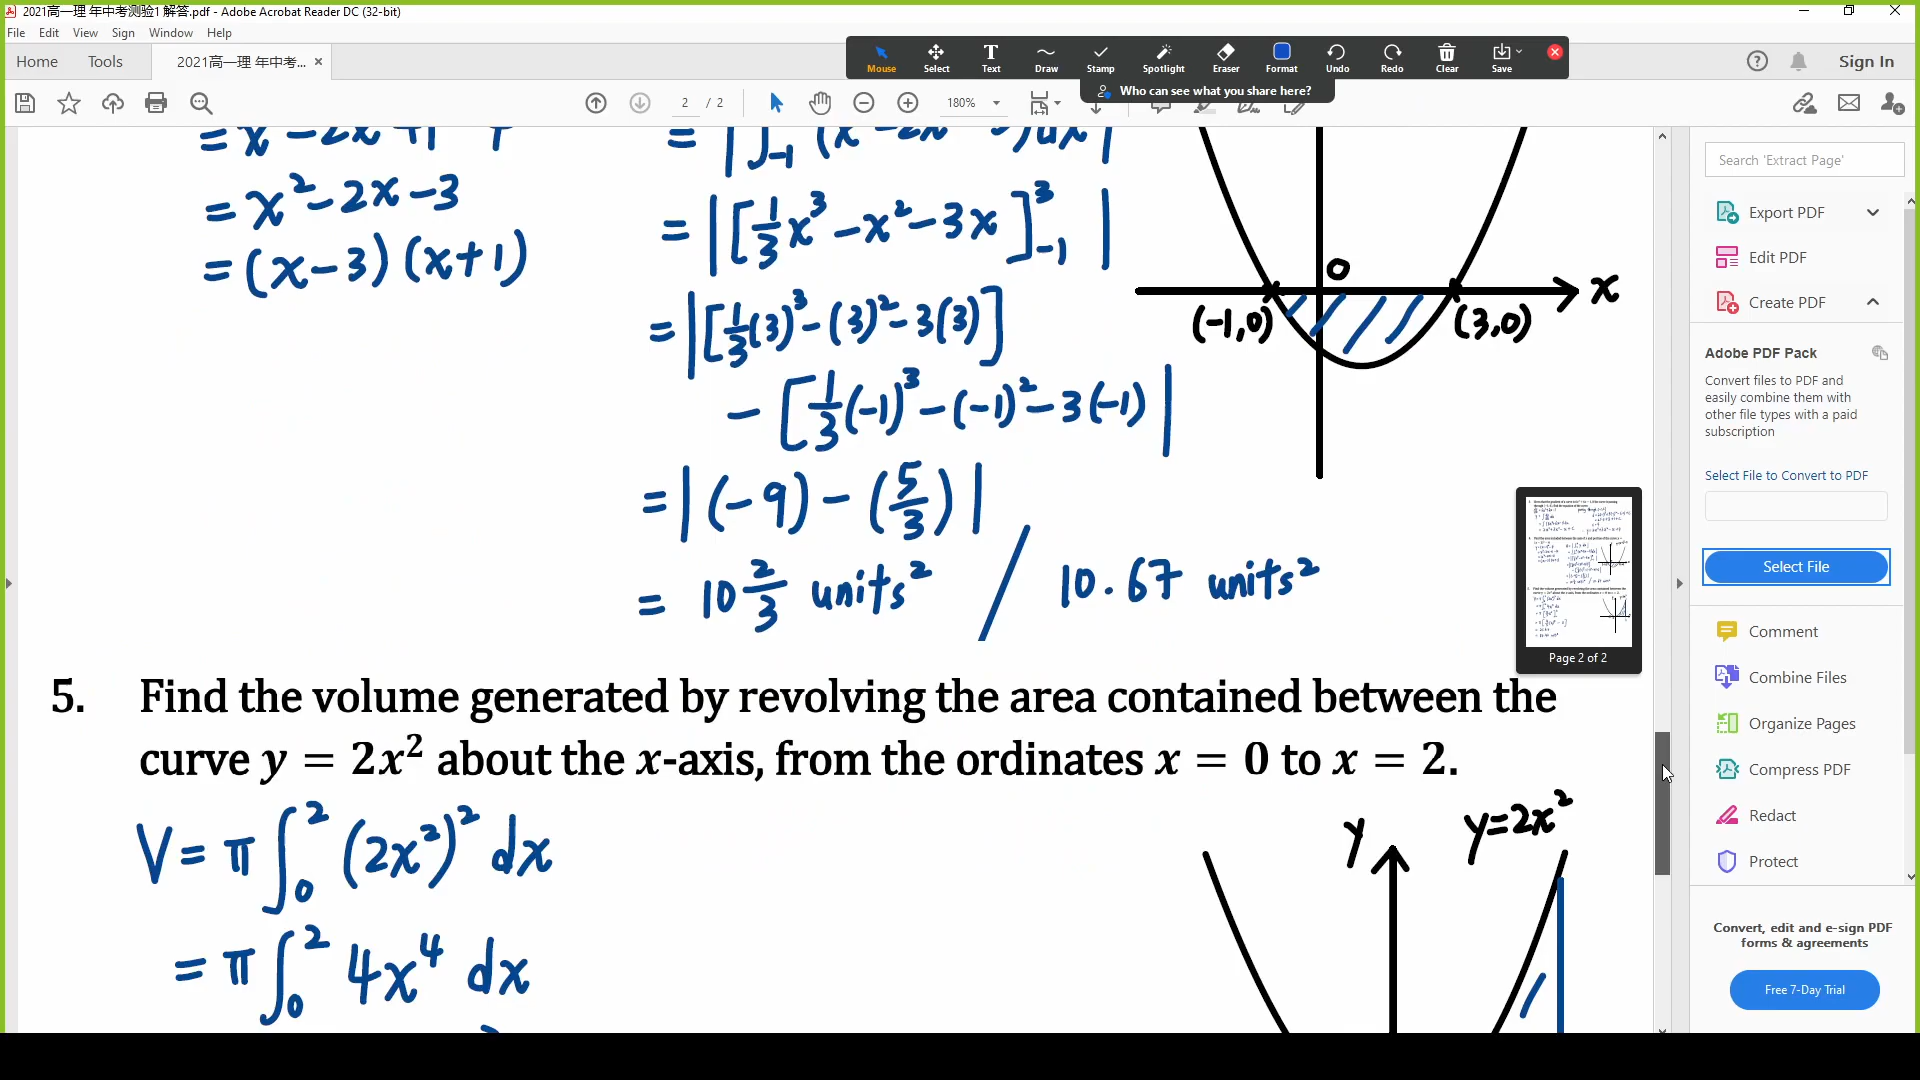 2021高一理 年中考测验1 解答.pdf - Adobe Acrobat Reader DC (32-bit)
File Edit View Sign Window Help
Home Tools 2021高一理 年中考... × Sign In
Mouse Select Text Draw Stamp Spotlight Eraser Format Undo Redo Clear Save
Who can see what you share here?
2 / 2 180%
= x² - 2x - 3
= (x-3)(x+1)
= |[1/3 x³ - x² - 3x]³₋₁|
= |[1/3(3)³ - (3)² - 3(3)]
- [1/3(-1)³ - (-1)² - 3(-1)|
= |(-9) - (5/3)|
= 10 2/3 units² / 10.67 units²
0
x
(-1,0) (3,0)
5. Find the volume generated by revolving the area contained between the
curve y = 2x² about the x-axis, from the ordinates x = 0 to x = 2.
V = π ∫₀² (2x²)² dx
= π ∫₀² 4x⁴ dx
y y=2x²
Page 2 of 2
Search 'Extract Page'
Export PDF
Edit PDF
Create PDF
Adobe PDF Pack
Convert files to PDF and
easily combine them with
other file types with a paid
subscription
Select File to Convert to PDF
Select File
Comment
Combine Files
Organize Pages
Compress PDF
Redact
Protect
Convert, edit and e-sign PDF
forms & agreements
Free 7-Day Trial